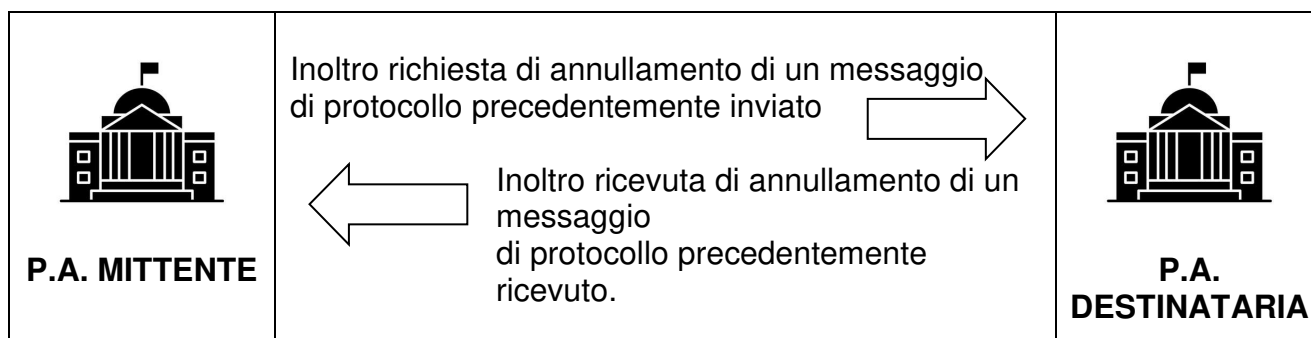 Inoltro richiesta di annullamento di un messaggio
di protocollo precedentemente inviato
Inoltro ricevuta di annullamento di un
messaggio
di protocollo precedentemente
ricevuto.
P.A. MITTENTE
P.A.
DESTINATARIA